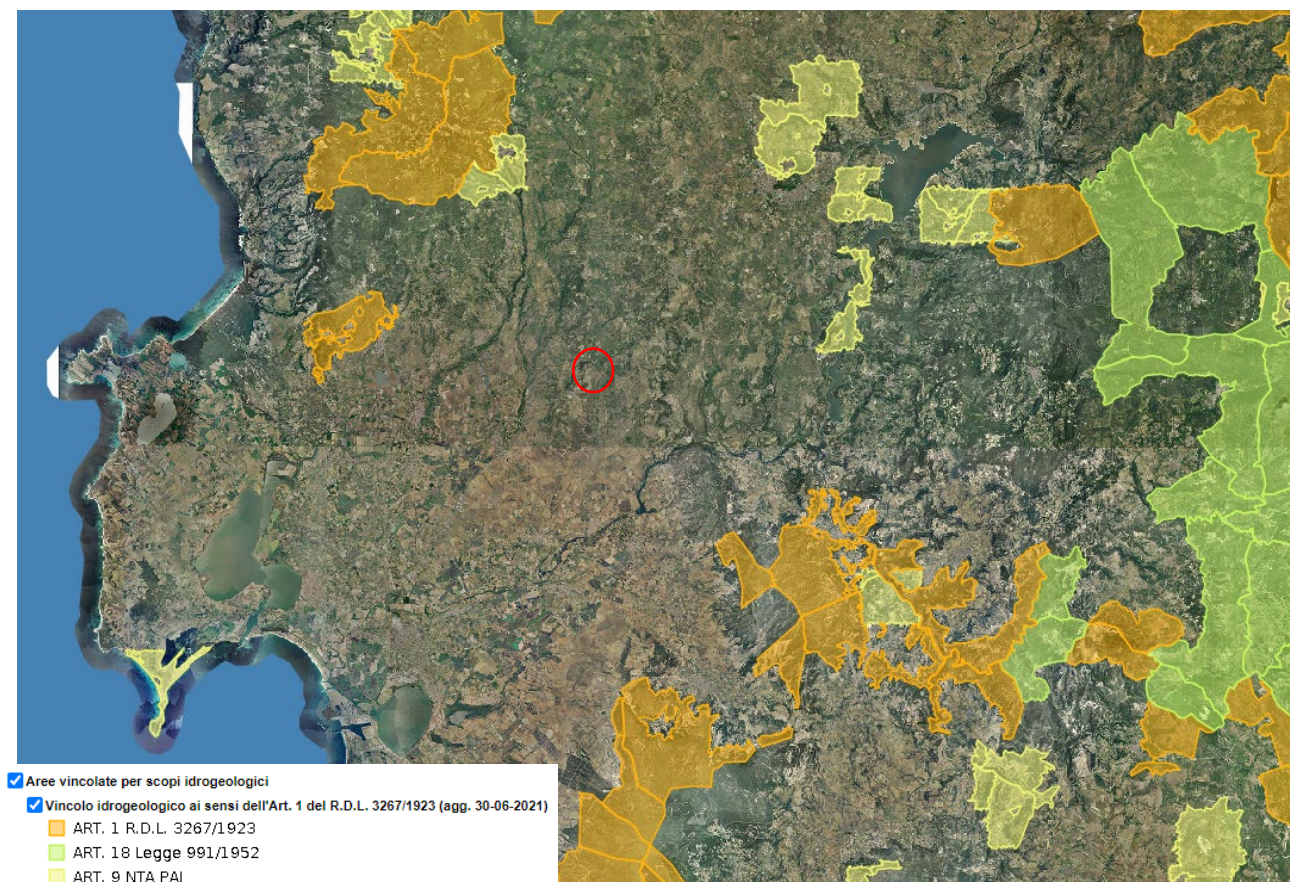 Aree vincolate per scopi idrogeologici
Vincolo idrogeologico ai sensi dell'Art. 1 del R.D.L. 3267/1923 (agg. 30-06-2021)
ART. 1 R.D.L. 3267/1923
ART. 18 Legge 991/1952
ART. 9 NTA PAI